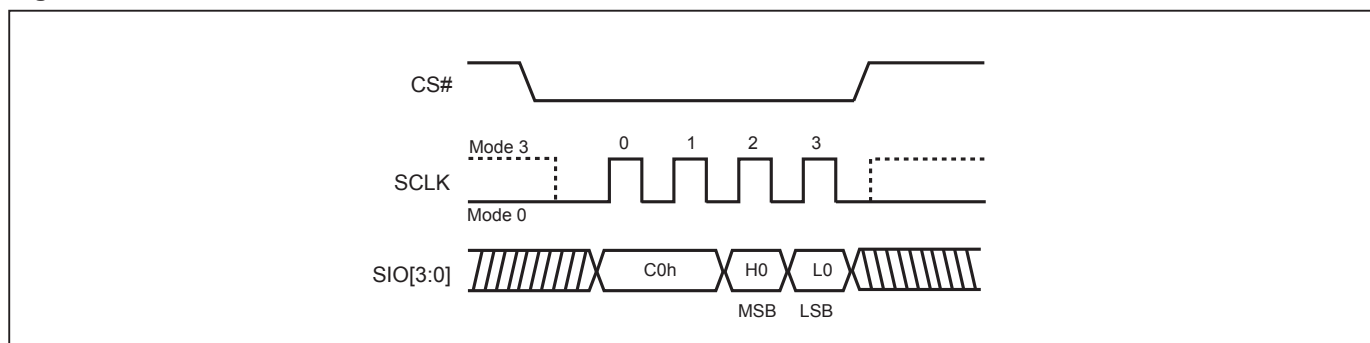 CS#
0 1 2 3
Mode 3
SCLK
Mode 0
SIO[3:0]
C0h H0 L0
MSB LSB